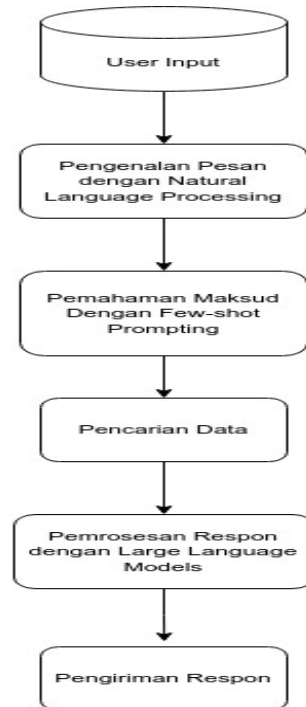 User Input
Pengenalan Pesan
dengan Natural
Language Processing
Pemahaman Maksud
Dengan Few-shot
Prompting
Pencarian Data
Pemrosesan Respon
dengan Large Language
Models
Pengiriman Respon